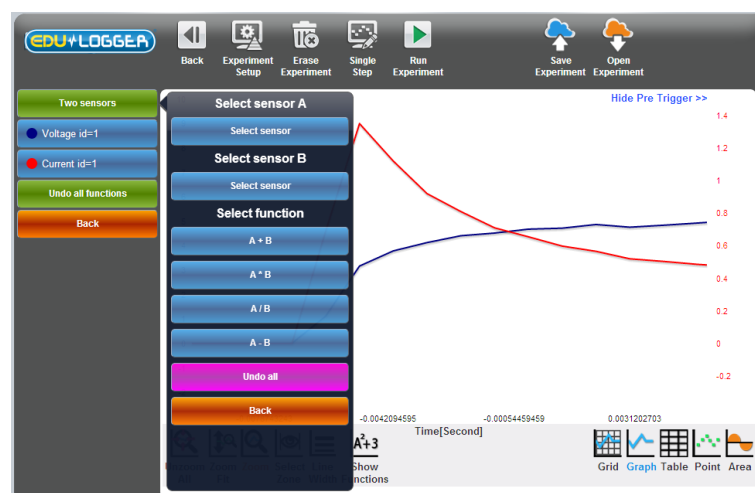 EDU LOGGER
Back
Experiment Setup
Erase Experiment
Single Step
Run Experiment
Save Experiment
Open Experiment
Two sensors
Voltage id=1
Current id=1
Undo all functions
Back
Select sensor A
Select sensor
Select sensor B
Select sensor
Select function
A + B
A * B
A / B
A - B
Undo all
Back
Hide Pre Trigger >>
1.4
1.2
1
0.8
0.6
0.4
0.2
0
-0.2
-0.0042094595
-0.00054459459
0.0031202703
Time[Second]
A²+3
Show
Functions
Grid
Graph
Table
Point
Area